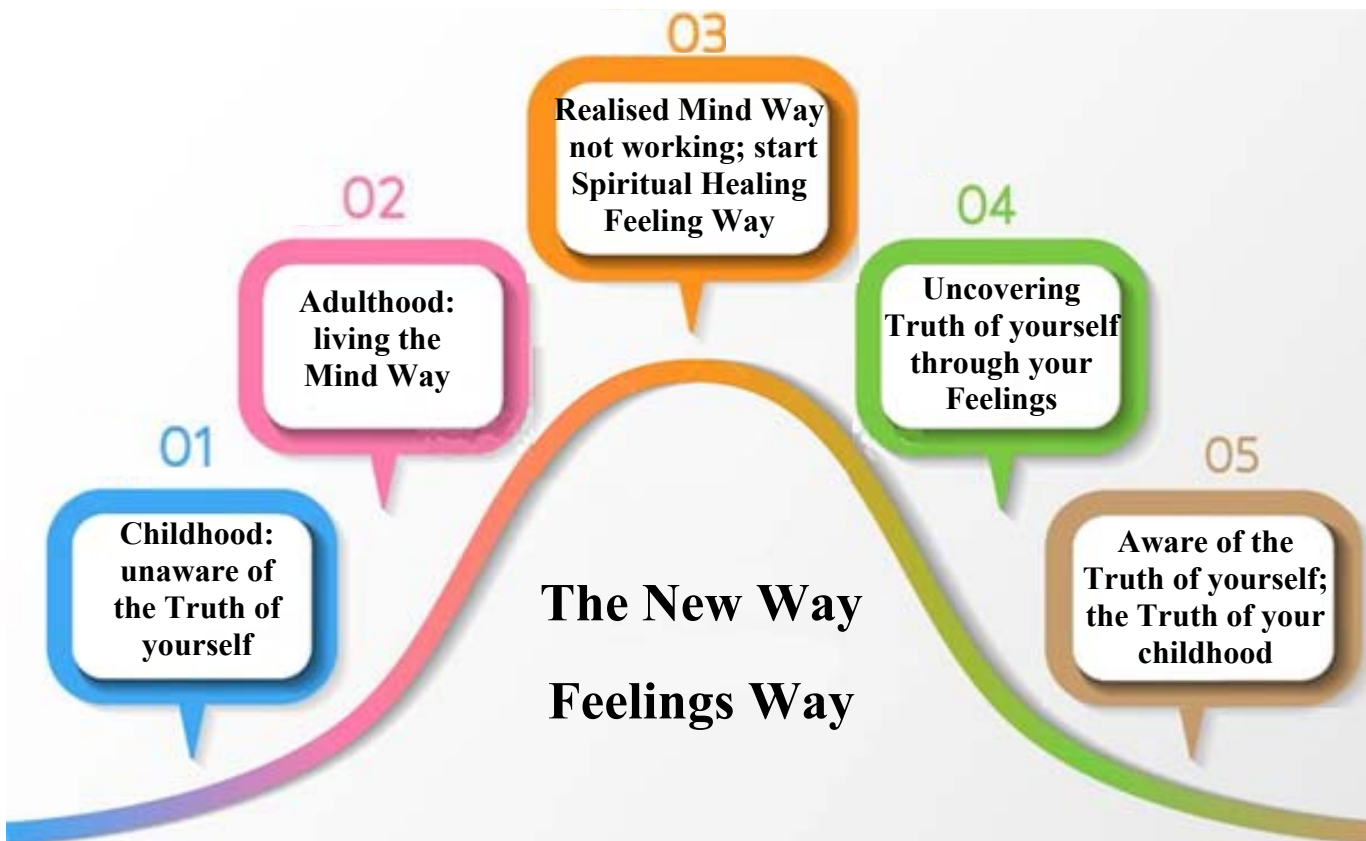 01
Childhood:
unaware of
the Truth of
yourself
02
Adulthood:
living the
Mind Way
03
Realised Mind Way
not working; start
Spiritual Healing
Feeling Way
04
Uncovering
Truth of yourself
through your
Feelings
05
Aware of the
Truth of yourself;
the Truth of your
childhood
The New Way
Feelings Way